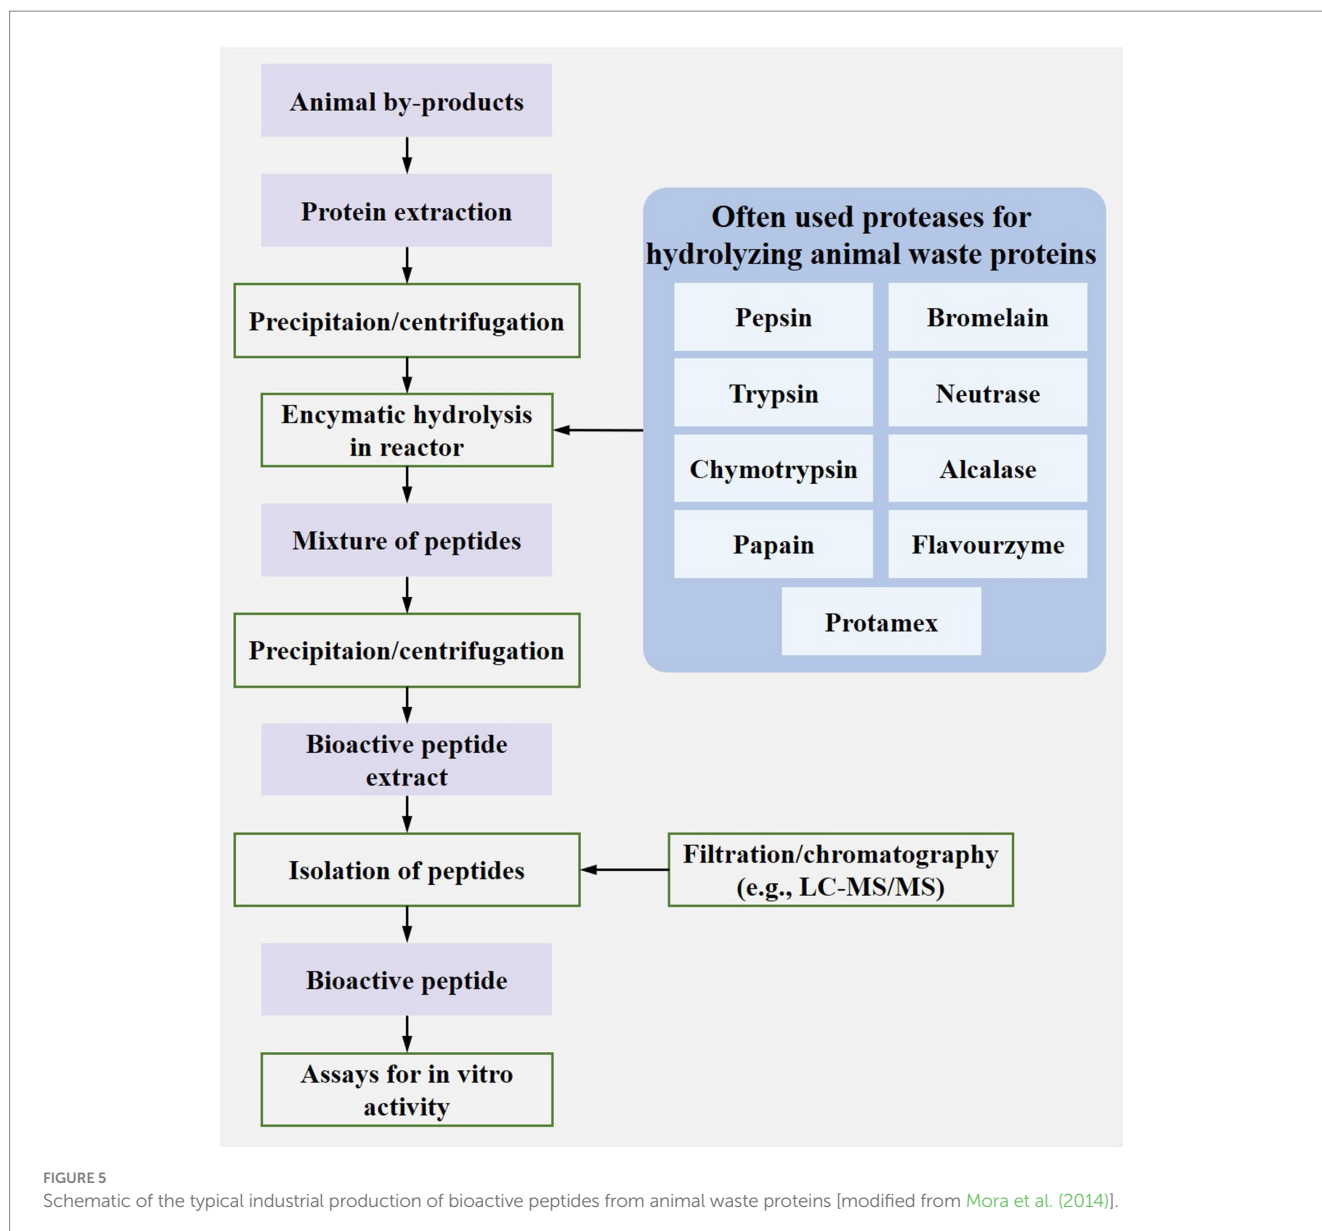 Animal by-products
Protein extraction
Precipitaion/centrifugation
Encymatic hydrolysis
in reactor
Mixture of peptides
Precipitaion/centrifugation
Bioactive peptide
extract
Isolation of peptides
Bioactive peptide
Assays for in vitro
activity
Often used proteases for
hydrolyzing animal waste proteins
Pepsin
Bromelain
Trypsin
Neutrase
Chymotrypsin
Alcalase
Papain
Flavourzyme
Protamex
Filtration/chromatography
(e.g., LC-MS/MS)
FIGURE 5
Schematic of the typical industrial production of bioactive peptides from animal waste proteins [modified from Mora et al. (2014)].